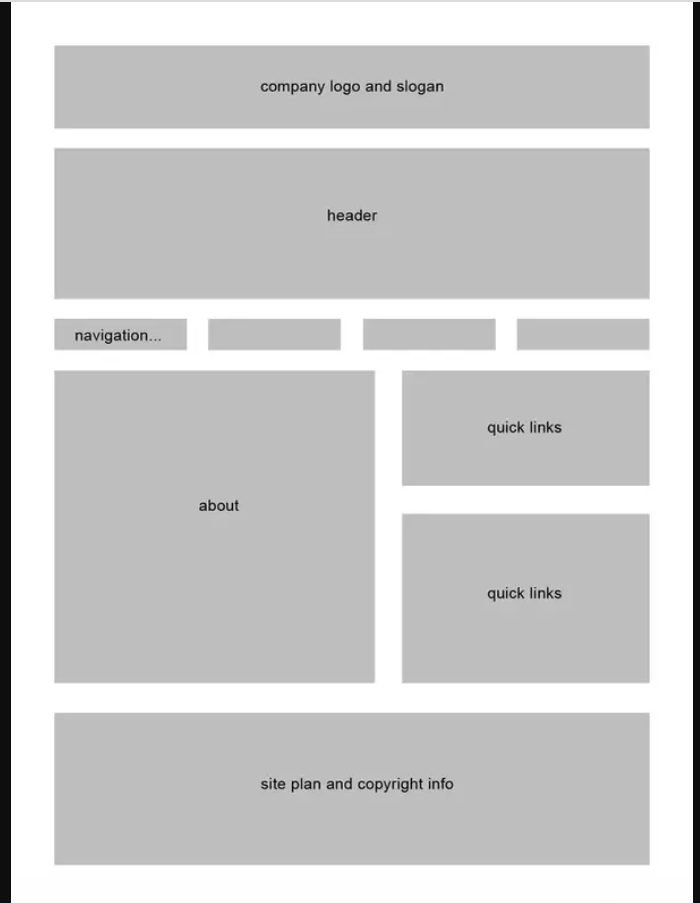 company logo and slogan
header
navigation...
about
quick links
quick links
site plan and copyright info